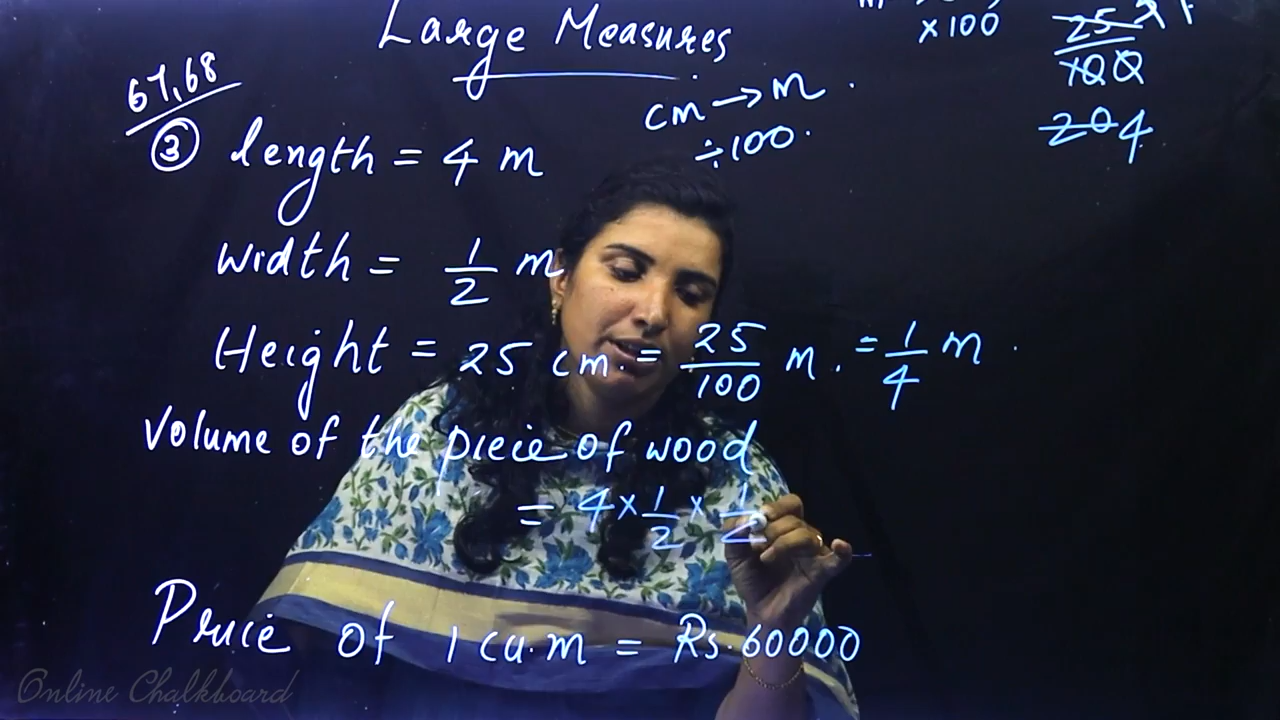 Large Measures
×100
25
100
20 4
67,68
cm → m .
÷100.
③ length = 4 m
width = 1/2 m
Height = 25 cm. = 25/100 m. = 1/4 m .
Volume of the pieie of wood
= 4 × 1/2 × 1/2
Price of 1 cu.m = Rs.60000
Online Chalkboard